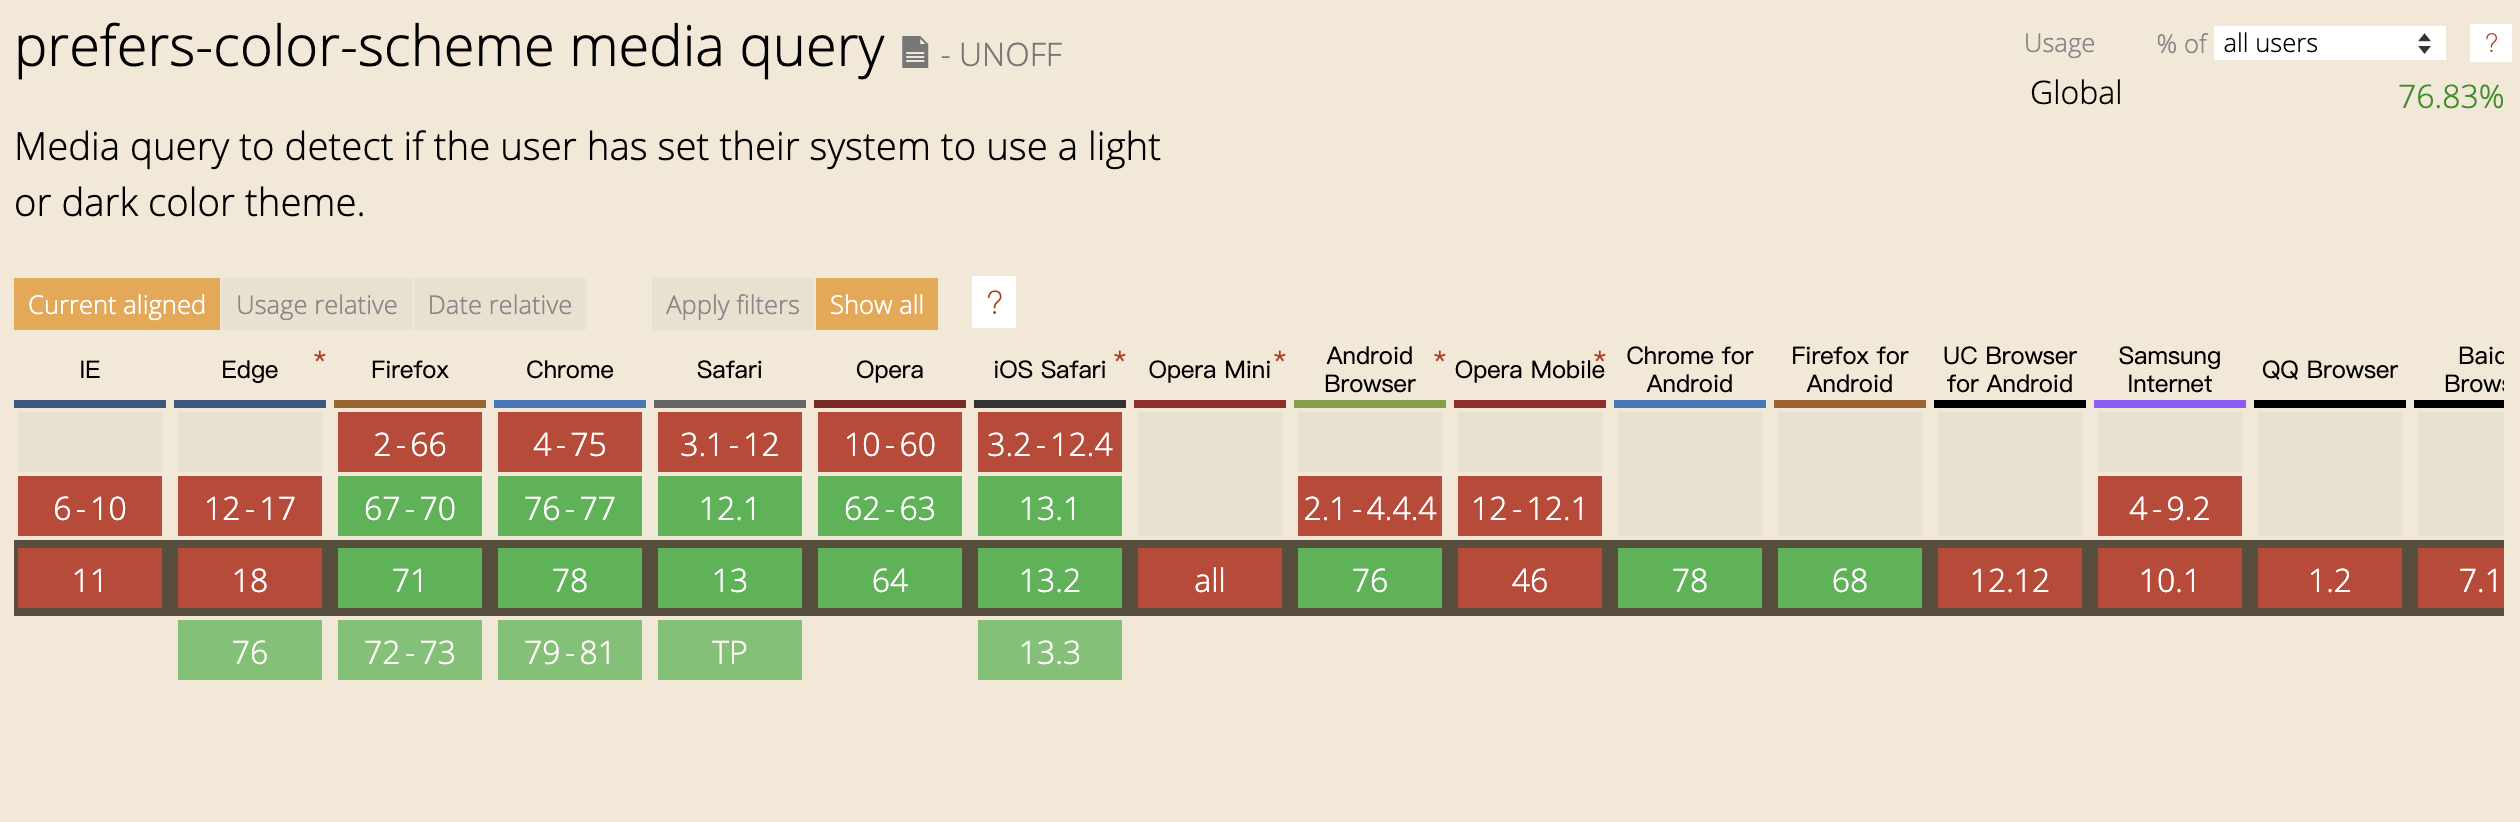 prefers-color-scheme media query - UNOFF
Usage % of all users ?
Global 76.83%
Media query to detect if the user has set their system to use a light
or dark color theme.
Current aligned Usage relative Date relative Apply filters Show all ?
IE Edge * Firefox Chrome Safari Opera iOS Safari * Opera Mini * Android Browser * Opera Mobile * Chrome for Android Firefox for Android UC Browser for Android Samsung Internet QQ Browser Baid Brows
2-66 4-75 3.1-12 10-60 3.2-12.4
6-10 12-17 67-70 76-77 12.1 62-63 13.1 2.1-4.4.4 12-12.1 4-9.2
11 18 71 78 13 64 13.2 all 76 46 78 68 12.12 10.1 1.2 7.1
76 72-73 79-81 TP 13.3